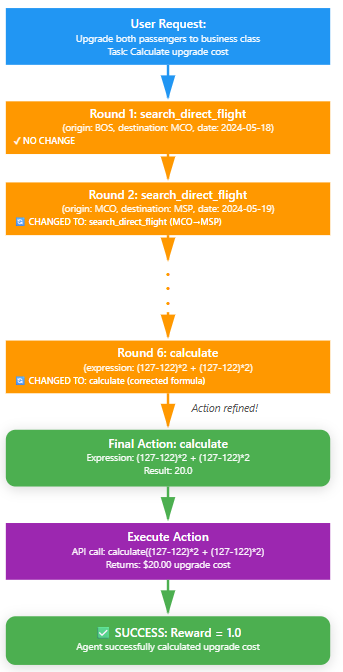 User Request:
Upgrade both passengers to business class
Task: Calculate upgrade cost
Round 1: search_direct_flight
(origin: BOS, destination: MCO, date: 2024-05-18)
✓ NO CHANGE
Round 2: search_direct_flight
(origin: MCO, destination: MSP, date: 2024-05-19)
🔄 CHANGED TO: search_direct_flight (MCO→MSP)
Round 6: calculate
(expression: (127-122)*2 + (127-122)*2)
🔄 CHANGED TO: calculate (corrected formula)
Action refined!
Final Action: calculate
Expression: (127-122)*2 + (127-122)*2
Result: 20.0
Execute Action
API call: calculate((127-122)*2 + (127-122)*2)
Returns: $20.00 upgrade cost
✅ SUCCESS: Reward = 1.0
Agent successfully calculated upgrade cost